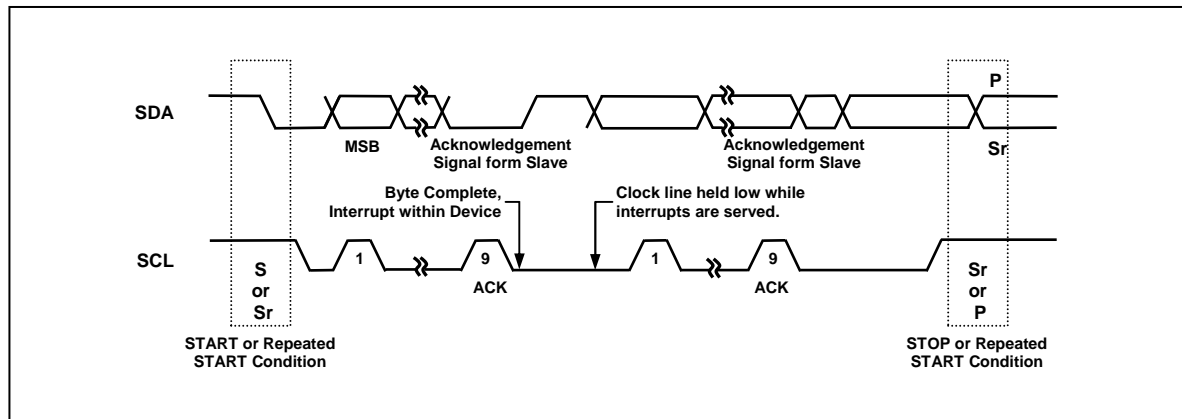 P
SDA
MSB
Acknowledgement
Signal form Slave
Acknowledgement
Signal form Slave
Sr
Byte Complete,
Interrupt within Device
Clock line held low while
interrupts are served.
SCL
1
9
1
9
S
or
Sr
ACK
ACK
Sr
or
P
START or Repeated
START Condition
STOP or Repeated
START Condition